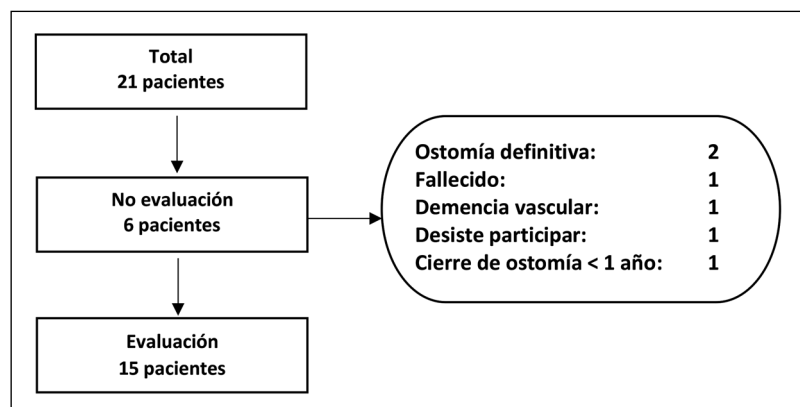 Total
21 pacientes
No evaluación
6 pacientes
Ostomía definitiva: 2
Fallecido: 1
Demencia vascular: 1
Desiste participar: 1
Cierre de ostomía < 1 año: 1
Evaluación
15 pacientes